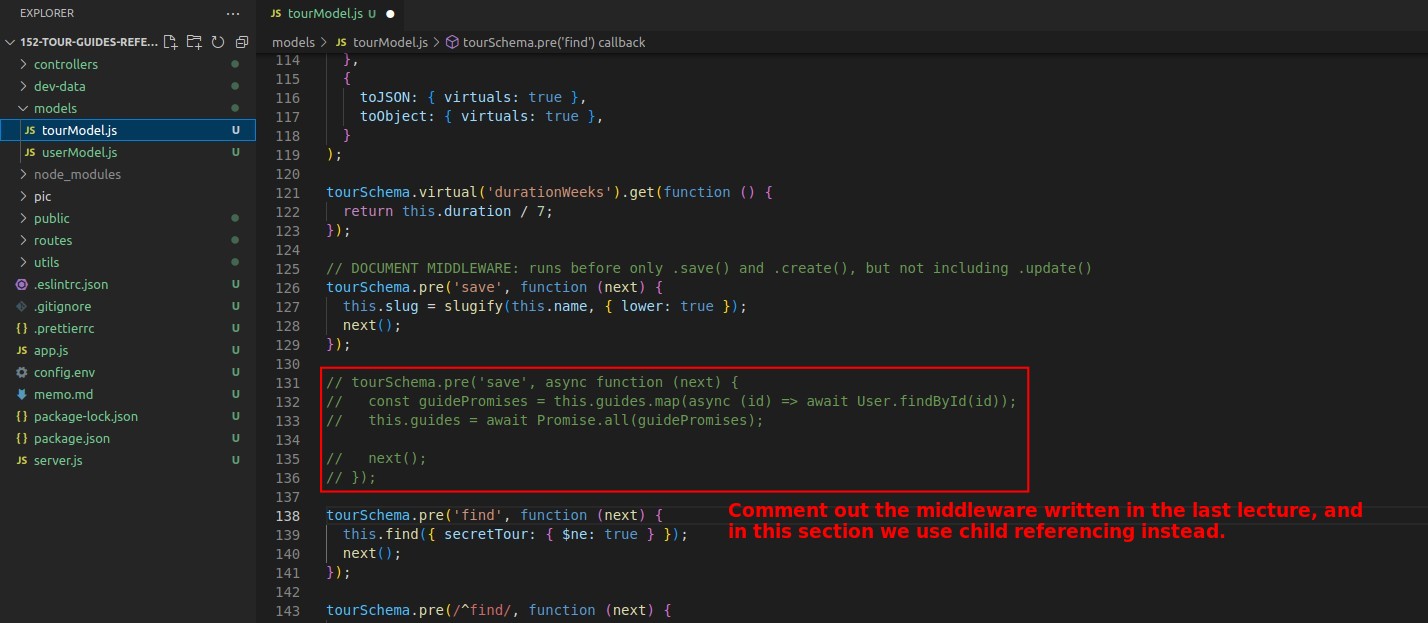 EXPLORER
···
JS tourModel.js U ●
152-TOUR-GUIDES-REFE...
models > JS tourModel.js > tourSchema.pre('find') callback
controllers
dev-data
models
JS tourModel.js U
JS userModel.js U
node_modules
pic
public
routes
utils
.eslintrc.json U
.gitignore U
{} .prettierrc U
JS app.js U
config.env U
memo.md U
{} package-lock.json U
{} package.json U
JS server.js U
114 },
115 {
116 toJSON: { virtuals: true },
117 toObject: { virtuals: true },
118 }
119 );
120
121 tourSchema.virtual('durationWeeks').get(function () {
122 return this.duration / 7;
123 });
124
125 // DOCUMENT MIDDLEWARE: runs before only .save() and .create(), but not including .update()
126 tourSchema.pre('save', function (next) {
127 this.slug = slugify(this.name, { lower: true });
128 next();
129 });
130
131 // tourSchema.pre('save', async function (next) {
132 //   const guidePromises = this.guides.map(async (id) => await User.findById(id));
133 //   this.guides = await Promise.all(guidePromises);
134
135 //   next();
136 // });
137
138 tourSchema.pre('find', function (next) {
139 this.find({ secretTour: { $ne: true } });
140 next();
141 });
142
143 tourSchema.pre(/^find/, function (next) {
Comment out the middleware written in the last lecture, and
in this section we use child referencing instead.